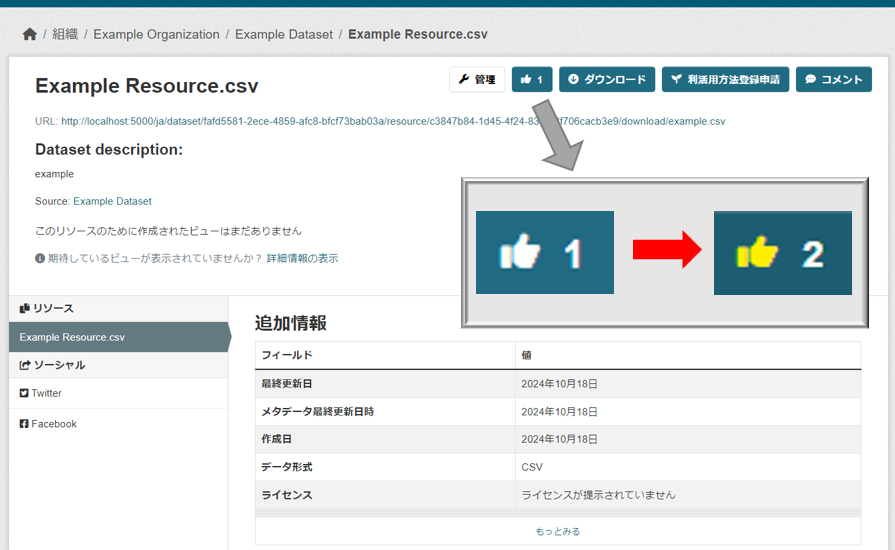 / 組織 / Example Organization / Example Dataset / Example Resource.csv
Example Resource.csv
管理
1
ダウンロード
利活用方法登録申請
コメント
URL: http://localhost:5000/ja/dataset/fafd5581-2ece-4859-afc8-bfcf73bab03a/resource/c3847b84-1d45-4f24-83 f706cacb3e9/download/example.csv
Dataset description:
example
Source: Example Dataset
このリソースのために作成されたビューはまだありません
期待しているビューが表示されていませんか? 詳細情報の表示
1
2
リソース
Example Resource.csv
ソーシャル
Twitter
Facebook
追加情報
フィールド 値
最終更新日 2024年10月18日
メタデータ最終更新日時 2024年10月18日
作成日 2024年10月18日
データ形式 CSV
ライセンス ライセンスが提示されていません
もっとみる